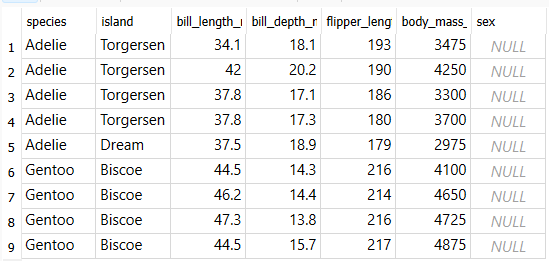 species island bill_length_r bill_depth_n flipper_leng body_mass_ sex
1 Adelie Torgersen 34.1 18.1 193 3475 NULL
2 Adelie Torgersen 42 20.2 190 4250 NULL
3 Adelie Torgersen 37.8 17.1 186 3300 NULL
4 Adelie Torgersen 37.8 17.3 180 3700 NULL
5 Adelie Dream 37.5 18.9 179 2975 NULL
6 Gentoo Biscoe 44.5 14.3 216 4100 NULL
7 Gentoo Biscoe 46.2 14.4 214 4650 NULL
8 Gentoo Biscoe 47.3 13.8 216 4725 NULL
9 Gentoo Biscoe 44.5 15.7 217 4875 NULL